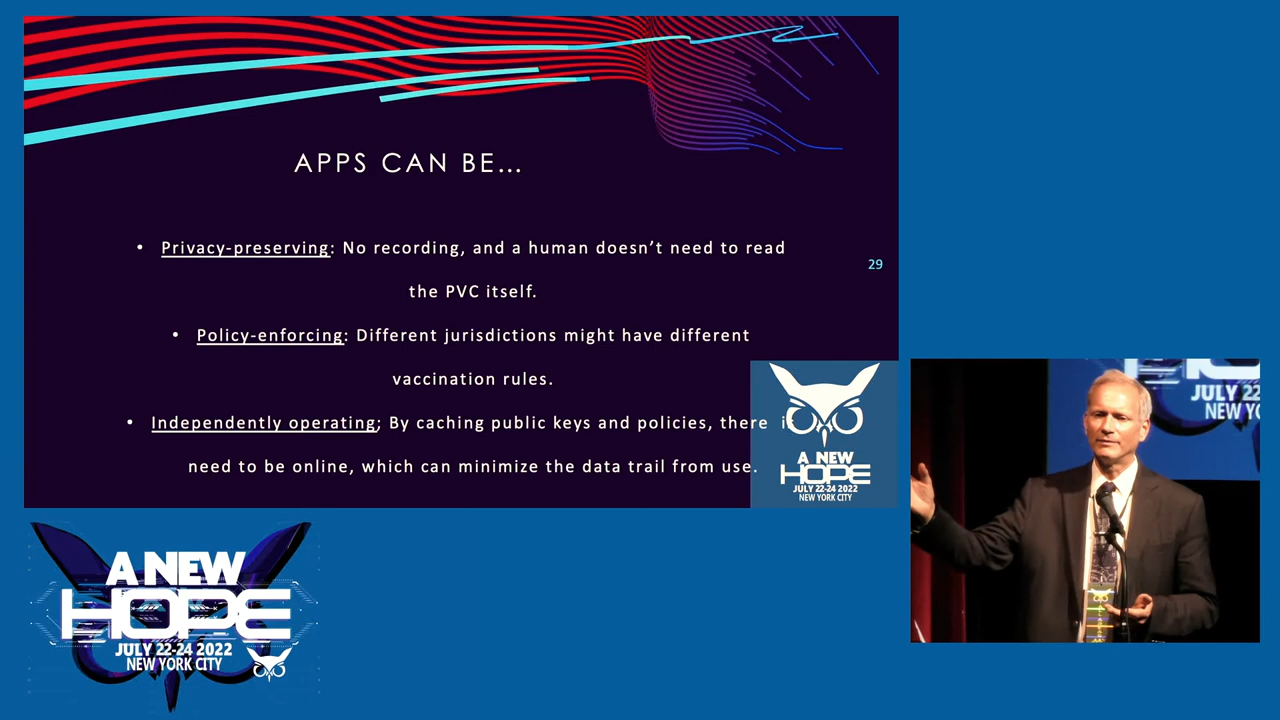 APPS CAN BE...
• Privacy-preserving: No recording, and a human doesn't need to read
the PVC itself.
29
• Policy-enforcing: Different jurisdictions might have different
vaccination rules.
• Independently operating; By caching public keys and policies, there is
need to be online, which can minimize the data trail from use.
A NEW
HOPE
JULY 22-24 2022
NEW YORK CITY
HOPE
JULY 22
NEW YO
A NEW
HOPE
JULY 22-24 2022
NEW YORK CITY